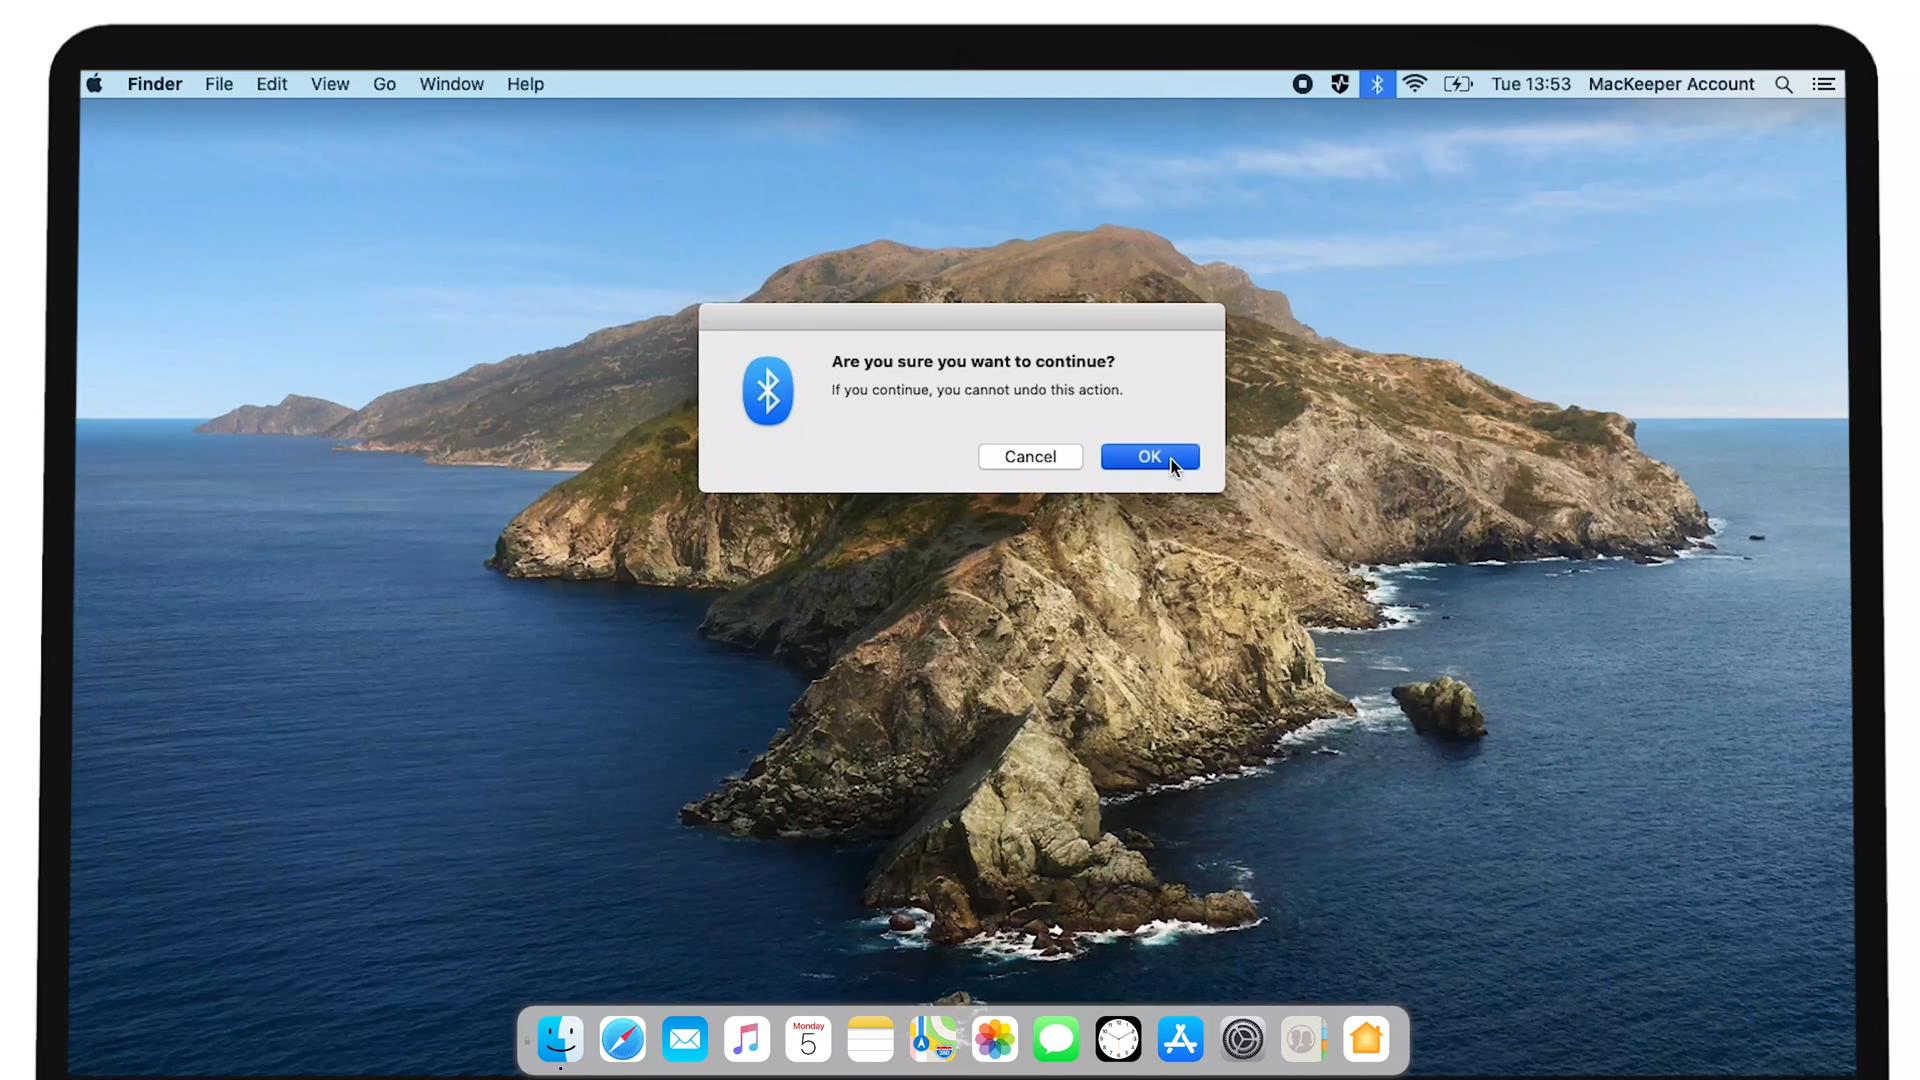 Finder File Edit View Go Window Help Tue 13:53 MacKeeper Account
Are you sure you want to continue?
If you continue, you cannot undo this action.
Cancel OK
Monday
5
280